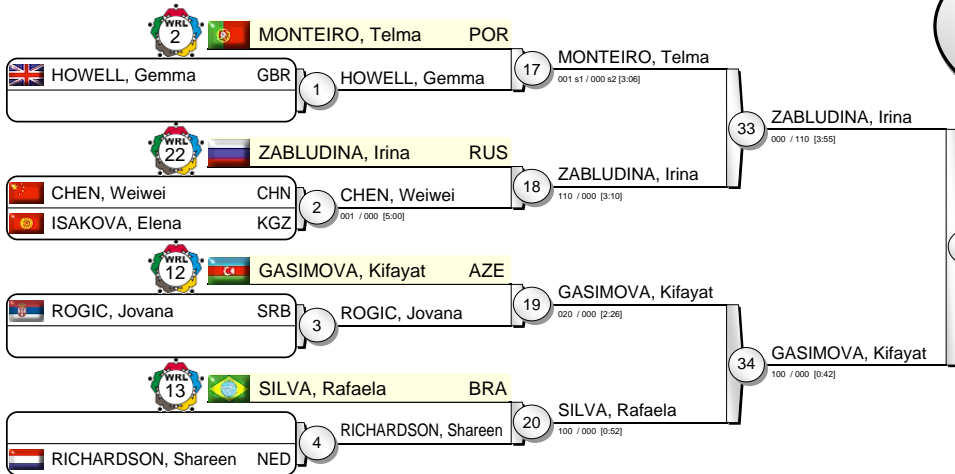 WRL
2
MONTEIRO, Telma POR
HOWELL, Gemma GBR
1
HOWELL, Gemma
17
MONTEIRO, Telma
001 s1 / 000 s2 [3:06]
33
ZABLUDINA, Irina
000 / 110 [3:55]
WRL
22
ZABLUDINA, Irina RUS
CHEN, Weiwei CHN
ISAKOVA, Elena KGZ
2
CHEN, Weiwei
001 / 000 [5:00]
18
ZABLUDINA, Irina
110 / 000 [3:10]
WRL
12
GASIMOVA, Kifayat AZE
ROGIC, Jovana SRB
3
ROGIC, Jovana
19
GASIMOVA, Kifayat
020 / 000 [2:26]
34
GASIMOVA, Kifayat
100 / 000 [0:42]
WRL
13
SILVA, Rafaela BRA
RICHARDSON, Shareen NED
4
RICHARDSON, Shareen
20
SILVA, Rafaela
100 / 000 [0:52]